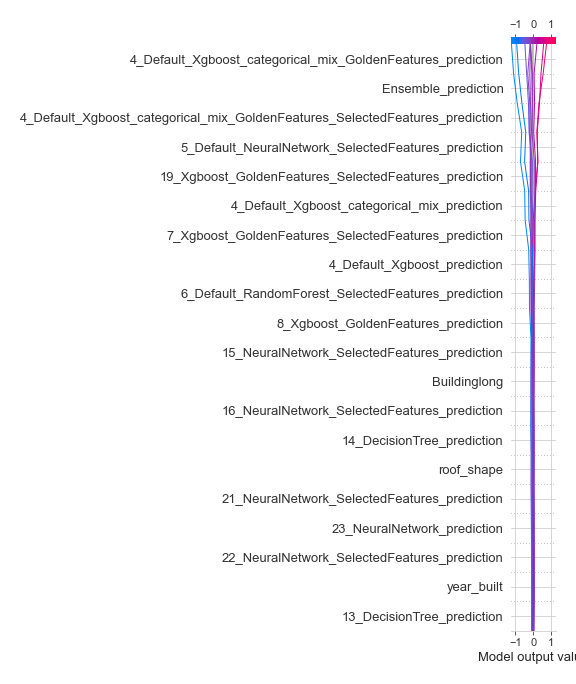 −1 0 1
4_Default_Xgboost_categorical_mix_GoldenFeatures_prediction
Ensemble_prediction
4_Default_Xgboost_categorical_mix_GoldenFeatures_SelectedFeatures_prediction
5_Default_NeuralNetwork_SelectedFeatures_prediction
19_Xgboost_GoldenFeatures_SelectedFeatures_prediction
4_Default_Xgboost_categorical_mix_prediction
7_Xgboost_GoldenFeatures_SelectedFeatures_prediction
4_Default_Xgboost_prediction
6_Default_RandomForest_SelectedFeatures_prediction
8_Xgboost_GoldenFeatures_prediction
15_NeuralNetwork_SelectedFeatures_prediction
Buildinglong
16_NeuralNetwork_SelectedFeatures_prediction
14_DecisionTree_prediction
roof_shape
21_NeuralNetwork_SelectedFeatures_prediction
23_NeuralNetwork_prediction
22_NeuralNetwork_SelectedFeatures_prediction
year_built
13_DecisionTree_prediction
−1 0 1
Model output valu